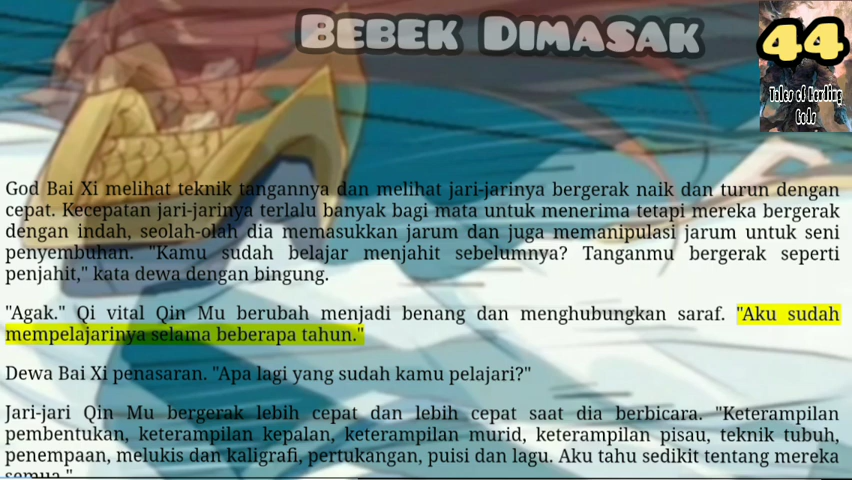 BEBEK DIMASAK
44
Tales of Herding
Gods
God Bai Xi melihat teknik tangannya dan melihat jari-jarinya bergerak naik dan turun dengan
cepat. Kecepatan jari-jarinya terlalu banyak bagi mata untuk menerima tetapi mereka bergerak
dengan indah, seolah-olah dia memasukkan jarum dan juga memanipulasi jarum untuk seni
penyembuhan. "Kamu sudah belajar menjahit sebelumnya? Tanganmu bergerak seperti
penjahit," kata dewa dengan bingung.
"Agak." Qi vital Qin Mu berubah menjadi benang dan menghubungkan saraf. "Aku sudah
mempelajarinya selama beberapa tahun."
Dewa Bai Xi penasaran. "Apa lagi yang sudah kamu pelajari?"
Jari-jari Qin Mu bergerak lebih cepat dan lebih cepat saat dia berbicara. "Keterampilan
pembentukan, keterampilan kepalan, keterampilan murid, keterampilan pisau, teknik tubuh,
penempaan, melukis dan kaligrafi, pertukangan, puisi dan lagu. Aku tahu sedikit tentang mereka
semua."